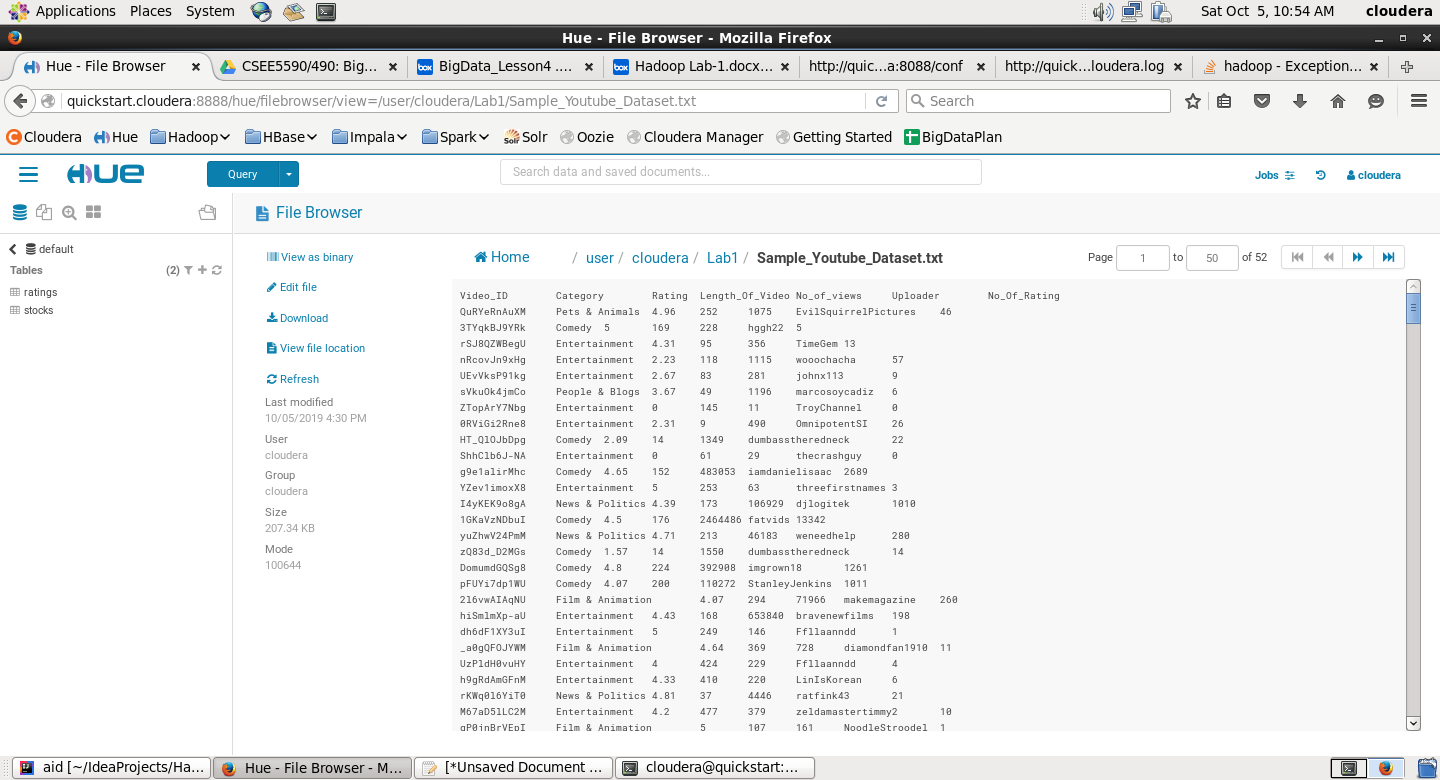 Applications Places System Sat Oct 5, 10:54 AM cloudera
Hue - File Browser - Mozilla Firefox
Hue - File Browser CSEE5590/490: Big... BigData_Lesson4 .... Hadoop Lab-1.docx... http://quic...a:8088/conf http://quick...loudera.log hadoop - Exception...
quickstart.cloudera:8888/hue/filebrowser/view=/user/cloudera/Lab1/Sample_Youtube_Dataset.txt Search
Cloudera Hue Hadoop HBase Impala Spark Solr Oozie Cloudera Manager Getting Started BigDataPlan
HUE Query Search data and saved documents... Jobs cloudera
File Browser
default
Tables (2)
ratings
stocks
View as binary
Edit file
Download
View file location
Refresh
Last modified
10/05/2019 4:30 PM
User
cloudera
Group
cloudera
Size
207.34 KB
Mode
100644
Home / user / cloudera / Lab1 / Sample_Youtube_Dataset.txt Page 1 to 50 of 52
Video_ID Category Rating Length_Of_Video No_of_views Uploader No_Of_Rating
QuRYeRnAuXM Pets & Animals 4.96 252 1075 EvilSquirrelPictures 46
3TYqkBJ9YRk Comedy 5 169 228 hggh22 5
rSJ8QZWBegU Entertainment 4.31 95 356 TimeGem 13
nRcovJn9xHg Entertainment 2.23 118 1115 wooochacha 57
UEvVksP91kg Entertainment 2.67 83 281 johnx113 9
sVkuOk4jmCo People & Blogs 3.67 49 1196 marcosoycadiz 6
ZTopArY7Nbg Entertainment 0 145 11 TroyChannel 0
0RViGi2Rne8 Entertainment 2.31 9 490 OmnipotentSI 26
HT_QlOJbDpg Comedy 2.09 14 1349 dumbasstheredneck 22
ShhClb6J-NA Entertainment 0 61 29 thecrashguy 0
g9e1alirMhc Comedy 4.65 152 483053 iamdanielisaac 2689
YZev1imoxX8 Entertainment 5 253 63 threefirstnames 3
I4yKEK9o8gA News & Politics 4.39 173 106929 djlogitek 1010
1GKaVzNDbuI Comedy 4.5 176 2464486 fatvids 13342
yuZhwV24PmM News & Politics 4.71 213 46183 weneedhelp 280
zQ83d_D2MGs Comedy 1.57 14 1550 dumbasstheredneck 14
DomumdGQSg8 Comedy 4.8 224 392908 imgrown18 1261
pFUYi7dp1WU Comedy 4.07 200 110272 StanleyJenkins 1011
2l6vwAIAqNU Film & Animation 4.07 294 71966 makemagazine 260
hiSmlmXp-aU Entertainment 4.43 168 653840 bravenewfilms 198
dh6dF1XY3uI Entertainment 5 249 146 Ffllaanndd 1
_a0gQFOJYWM Film & Animation 4.64 369 728 diamondfan1910 11
UzPldH0vuHY Entertainment 4 424 229 Ffllaanndd 4
h9gRdAmGFnM Entertainment 4.33 410 220 LinIsKorean 6
rKWq0l6YiT0 News & Politics 4.81 37 4446 ratfink43 21
M67aD5lLC2M Entertainment 4.2 477 379 zeldamastertimmy2 10
qP0jnBrVEpI Film & Animation 5 107 161 NoodleStroodel 1
aid [~/IdeaProjects/Ha... Hue - File Browser - M... [*Unsaved Document ... cloudera@quickstart:...